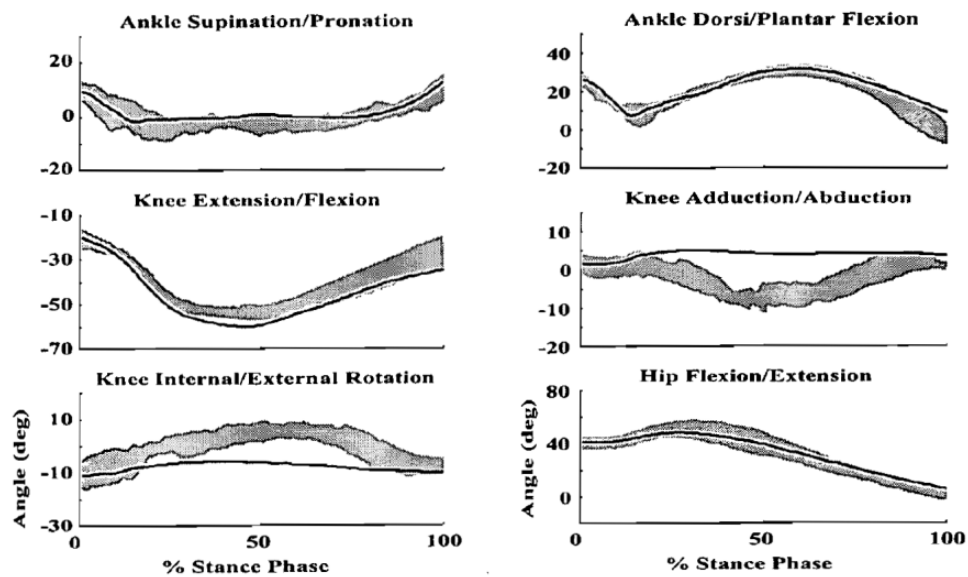 Ankle Supination/Pronation
20
0
-20
Ankle Dorsi/Plantar Flexion
40
20
0
-20
Knee Extension/Flexion
-10
-30
-50
-70
Knee Adduction/Abduction
10
0
-10
-20
Knee Internal/External Rotation
10
-10
-30
Angle (deg)
0 50 100
% Stance Phase
Hip Flexion/Extension
80
40
0
Angle (deg)
0 50 100
% Stance Phase